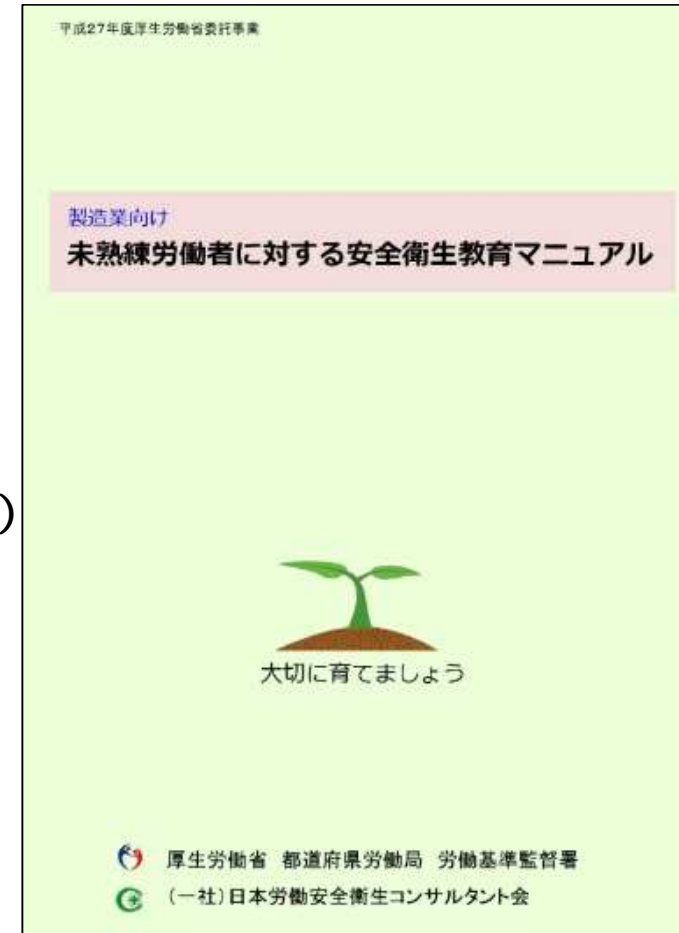 平成27年度厚生労働省委託事業
製造業向け
未熟練労働者に対する安全衛生教育マニュアル
)
大切に育てましょう
厚生労働省 都道府県労働局 労働基準監督署
(一社)日本労働安全衛生コンサルタント会